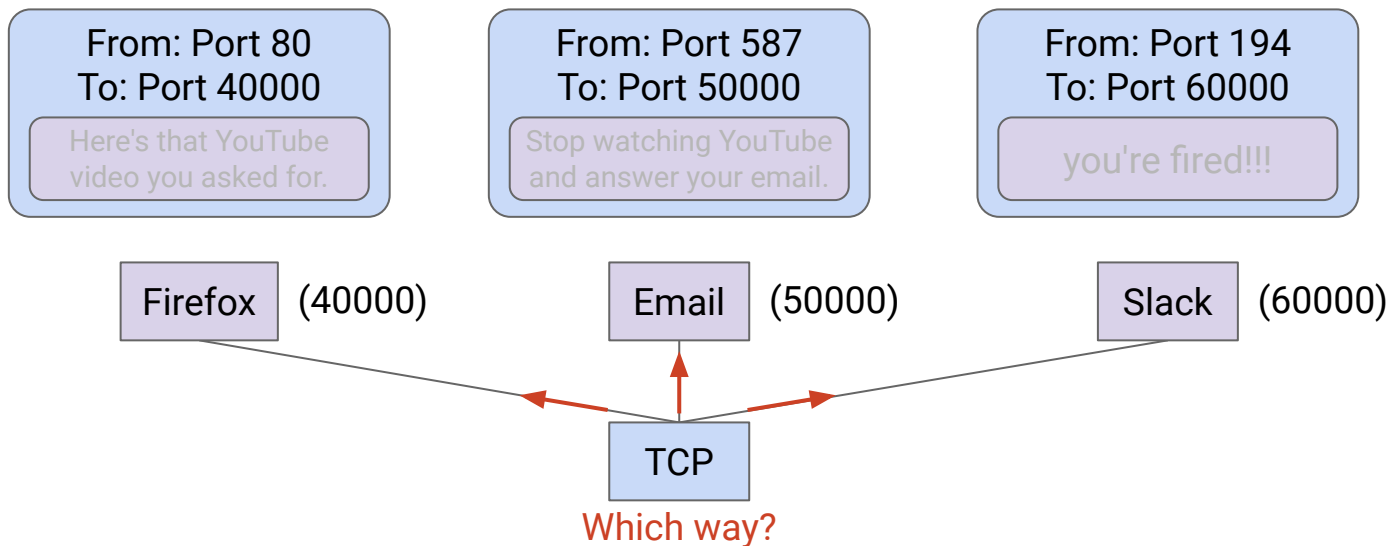 From: Port 80
To: Port 40000
Here's that YouTube
video you asked for.
From: Port 587
To: Port 50000
Stop watching YouTube
and answer your email.
From: Port 194
To: Port 60000
you're fired!!!
Firefox (40000)
Email (50000)
Slack (60000)
TCP
Which way?